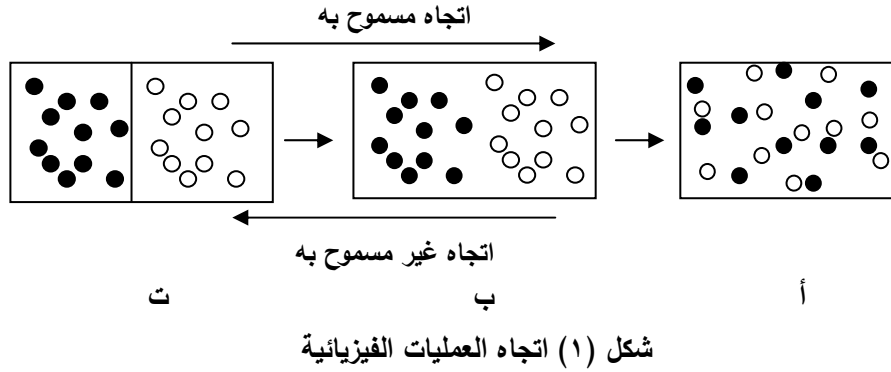 اتجاه مسموح به
اتجاه غير مسموح به
أ ب ت
شكل (١) اتجاه العمليات الفيزيائية